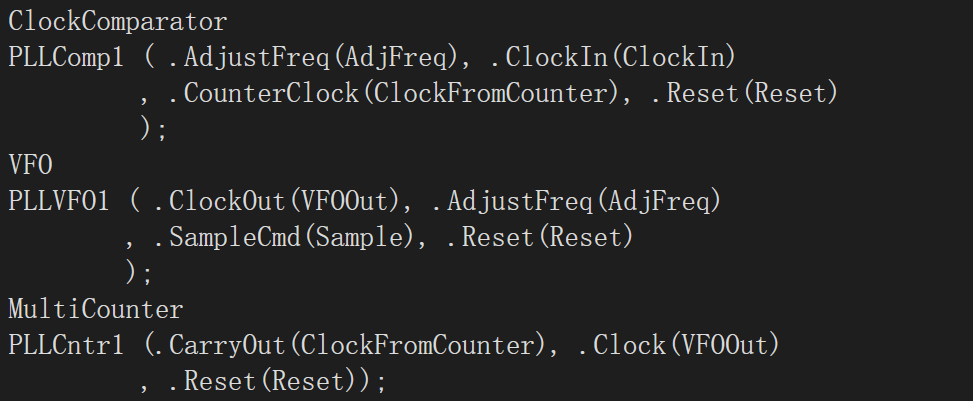 ClockComparator
PLLComp1 ( .AdjustFreq(AdjFreq), .ClockIn(ClockIn)
, .CounterClock(ClockFromCounter), .Reset(Reset)
);
VFO
PLLVFO1 ( .ClockOut(VFOOut), .AdjustFreq(AdjFreq)
, .SampleCmd(Sample), .Reset(Reset)
);
MultiCounter
PLLCntr1 (.CarryOut(ClockFromCounter), .Clock(VFOOut)
, .Reset(Reset));